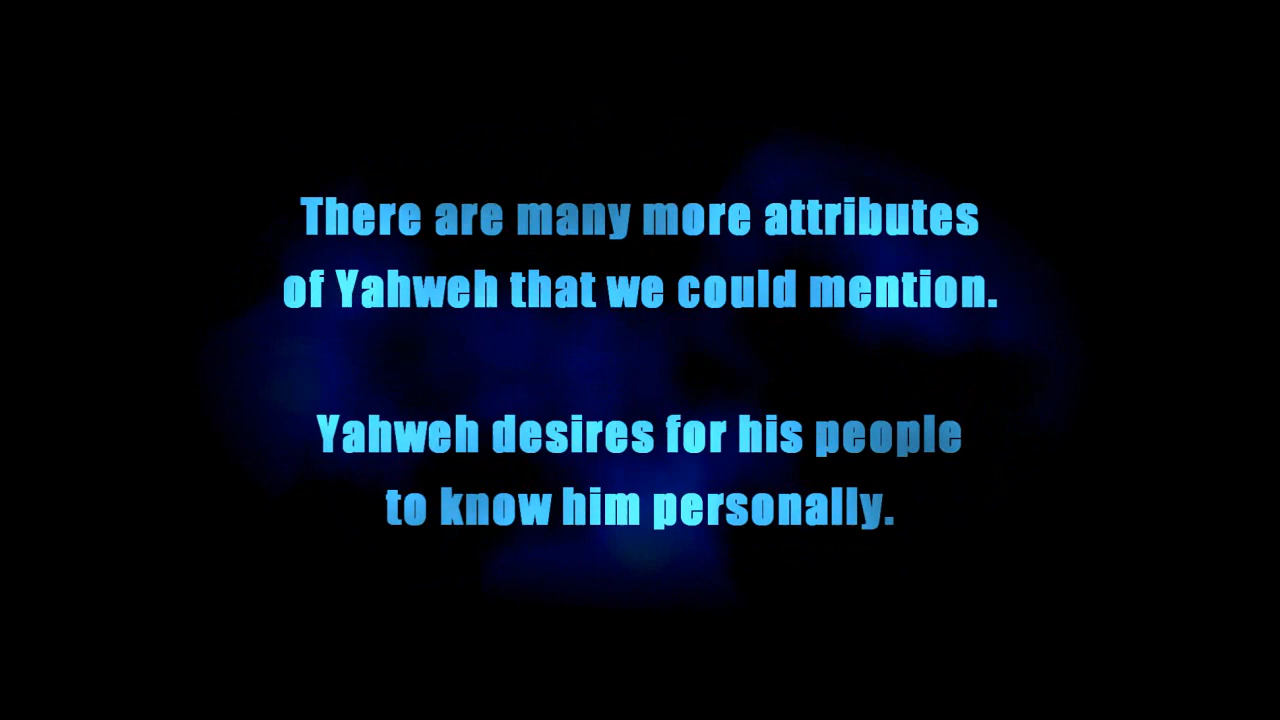 There are many more attributes
of Yahweh that we could mention.
Yahweh desires for his people
to know him personally.